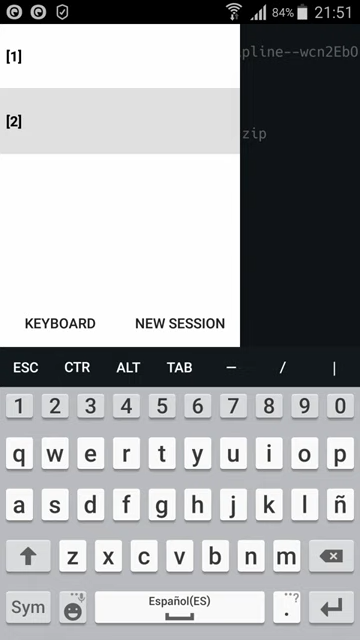 84% 21:51
[1]
pline--wcn2EbO
[2]
zip
KEYBOARD NEW SESSION
ESC CTR ALT TAB — / |
1 2 3 4 5 6 7 8 9 0
q w e r t y u i o p
a s d f g h j k l ñ
z x c v b n m
Sym Español(ES) . ?